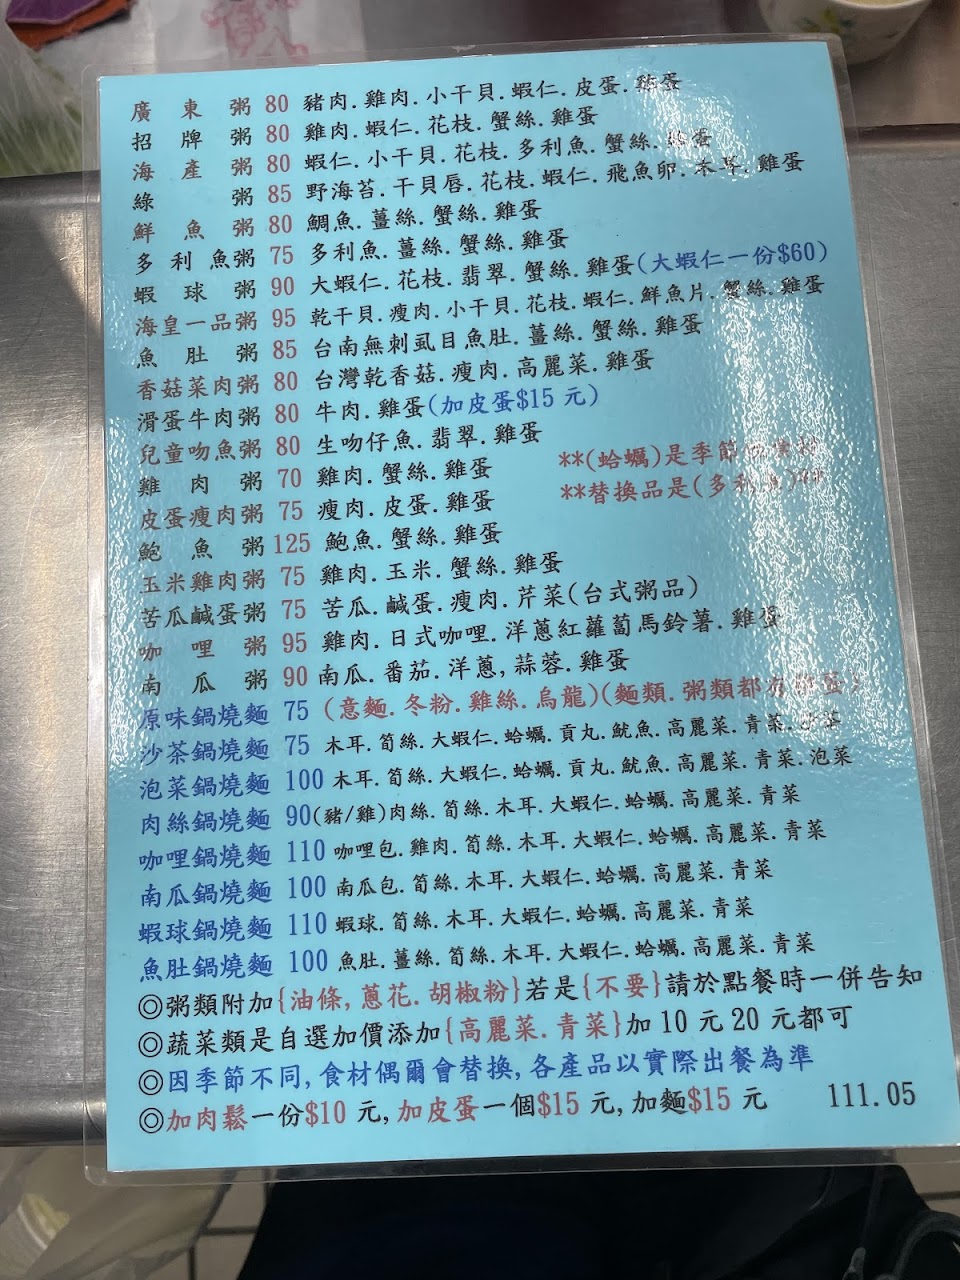 廣東粥 80 豬肉.雞肉.小干貝.蝦仁.皮蛋.雞蛋
招牌粥 80 雞肉.蝦仁.花枝.蟹絲.雞蛋
海產粥 80 蝦仁.小干貝.花枝.多利魚.蟹絲.雞蛋
綠粥 85 野海苔.干貝唇.花枝.蝦仁.飛魚卵.木耳.雞蛋
鮮魚粥 80 鯛魚.薑絲.蟹絲.雞蛋
多利魚粥 75 多利魚.薑絲.蟹絲.雞蛋
蝦球粥 90 大蝦仁.花枝.翡翠.蟹絲.雞蛋(大蝦仁一份$60)
海皇一品粥 95 乾干貝.瘦肉.小干貝.花枝.蝦仁.鮮魚片.蟹絲.雞蛋
魚肚粥 85 台南無刺虱目魚肚.薑絲.蟹絲.雞蛋
香菇菜肉粥 80 台灣乾香菇.瘦肉.高麗菜.雞蛋
滑蛋牛肉粥 80 牛肉.雞蛋(加皮蛋$15 元)
兒童吻魚粥 80 生吻仔魚.翡翠.雞蛋
雞肉粥 70 雞肉.蟹絲.雞蛋 **(蛤蠣)是季節
皮蛋瘦肉粥 75 瘦肉.皮蛋.雞蛋 **替換品是(多利
鮑魚粥 125 鮑魚.蟹絲.雞蛋
玉米雞肉粥 75 雞肉.玉米.蟹絲.雞蛋
苦瓜鹹蛋粥 75 苦瓜.鹹蛋.瘦肉.芹菜(台式粥品)
咖哩粥 95 雞肉.日式咖哩.洋蔥紅蘿蔔馬鈴薯.雞蛋
南瓜粥 90 南瓜.番茄.洋蔥,蒜蓉.雞蛋
原味鍋燒麵 75 (意麵.冬粉.雞絲.烏龍)(麵類.粥類都有
沙茶鍋燒麵 75 木耳.筍絲.大蝦仁.蛤蠣.貢丸.魷魚.高麗菜.青菜.沙茶
泡菜鍋燒麵 100 木耳.筍絲.大蝦仁.蛤蠣.貢丸.魷魚.高麗菜.青菜.泡菜
肉絲鍋燒麵 90(豬/雞)肉絲.筍絲.木耳.大蝦仁.蛤蠣.高麗菜.青菜
咖哩鍋燒麵 110 咖哩包.雞肉.筍絲.木耳.大蝦仁.蛤蠣.高麗菜.青菜
南瓜鍋燒麵 100 南瓜包.筍絲.木耳.大蝦仁.蛤蠣.高麗菜.青菜
蝦球鍋燒麵 110 蝦球.筍絲.木耳.大蝦仁.蛤蠣.高麗菜.青菜
魚肚鍋燒麵 100 魚肚.薑絲.筍絲.木耳.大蝦仁.蛤蠣.高麗菜.青菜
◎粥類附加{油條,蔥花.胡椒粉}若是{不要}請於點餐時一併告知
◎蔬菜類是自選加價添加{高麗菜.青菜}加 10 元 20 元都可
◎因季節不同,食材偶爾會替換,各產品以實際出餐為準
◎加肉鬆一份$10 元,加皮蛋一個$15 元,加麵$15 元 111.05